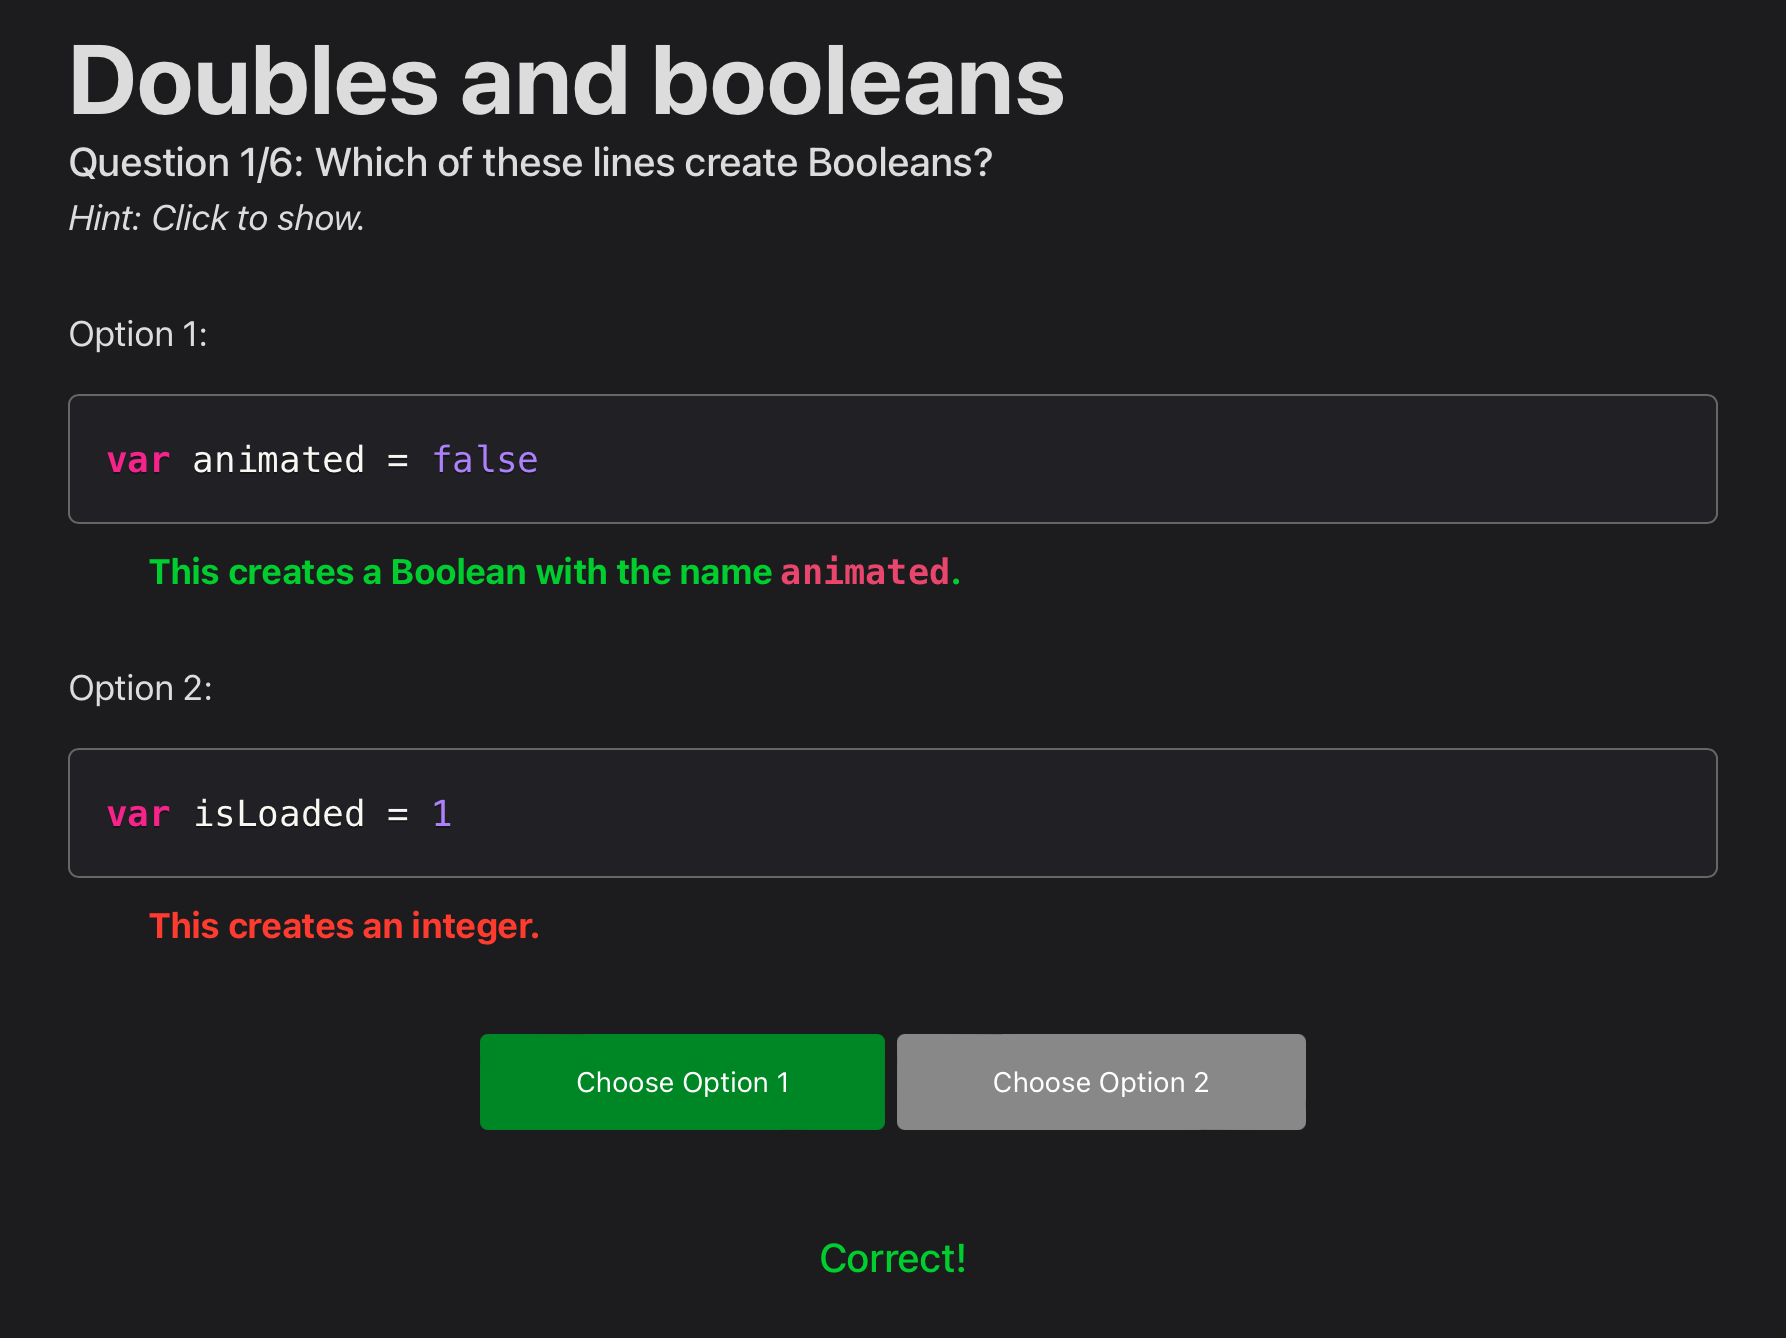 Doubles and booleans
Question 1/6: Which of these lines create Booleans?
Hint: Click to show.
Option 1:
var animated = false
This creates a Boolean with the name animated.
Option 2:
var isLoaded = 1
This creates an integer.
Choose Option 1
Choose Option 2
Correct!